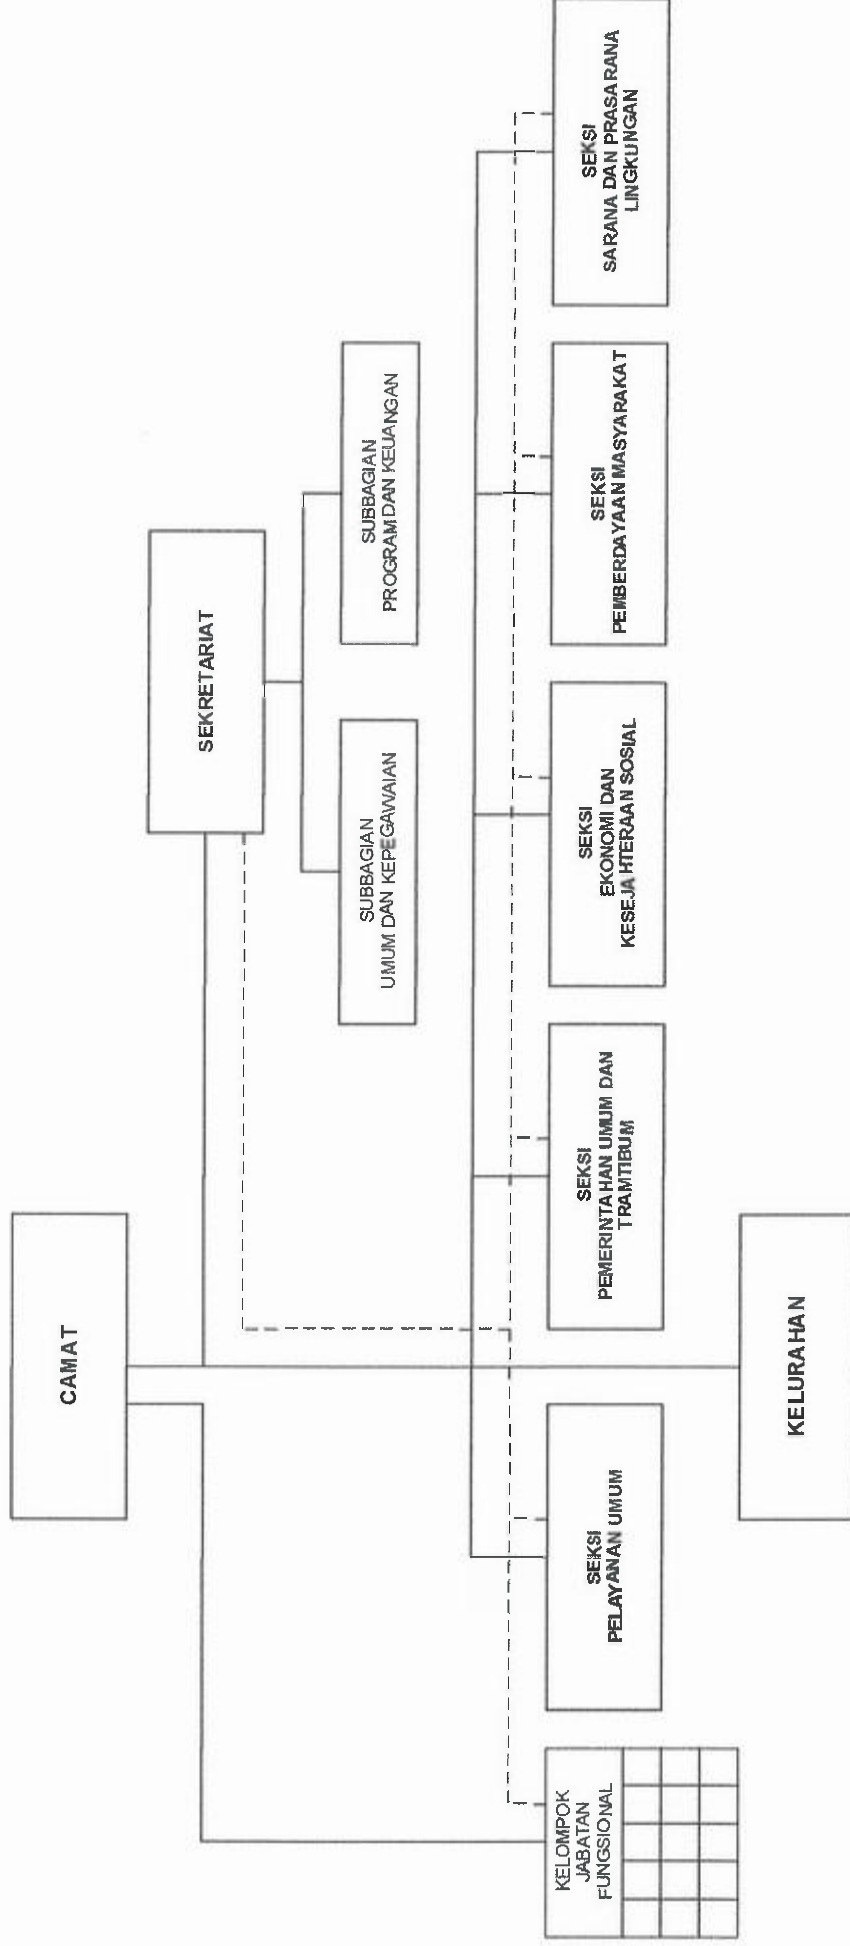 CAMAT
SEKRETARIAT
SUBBAGIAN
UMUM DAN KEPEGAWAIAN
SUBBAGIAN
PROGRAM DAN KEUANGAN
KELOMPOK
JABATAN
FUNGSIONAL
SEKSI
PELAYANAN UMUM
SEKSI
PEMERINTAHAN UMUM DAN
TRAMTIBUM
SEKSI
EKONOMI DAN
KESEJAHTERAAN SOSIAL
SEKSI
PEMBERDAYAAN MASYARAKAT
SEKSI
SARANA DAN PRASARANA
LINGKUNGAN
KELURAHAN